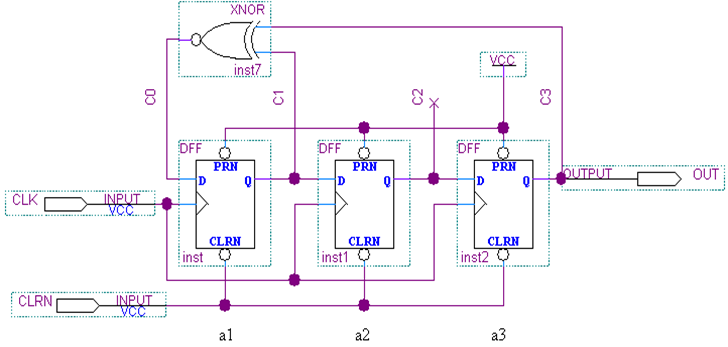 XNOR
inst7
VCC
C0
C1
C2
C3
DFF
DFF
DFF
PRN
PRN
PRN
D Q
D Q
D Q
OUTPUT OUT
CLK INPUT
VCC
CLRN
CLRN
CLRN
inst
inst1
inst2
CLRN INPUT
VCC
a1 a2 a3